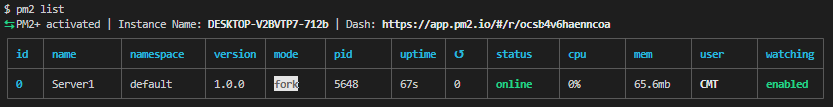 $ pm2 list
⇆ PM2+ activated | Instance Name: DESKTOP-V2BVTP7-712b | Dash: https://app.pm2.io/#/r/ocsb4v6haenncoa
id name namespace version mode pid uptime ↺ status cpu mem user watching
0 Server1 default 1.0.0 fork 5648 67s 0 online 0% 65.6mb CMT enabled